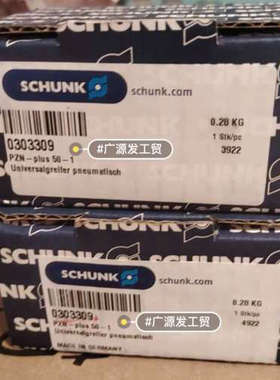 SCHUNK
schunk.com
0303309
0.28 KG
PZN-plus 50-1
1 Stk/pc
Universalgreifer pneumatisch
3922
#广源发工贸
SCHUNK
schunk.com
0303309
0.28 KG
PZN-plus 50-1
1 Stk/pc
Universalgreifer pneumatisch
4922
#广源发工贸
MADE IN GERMANY